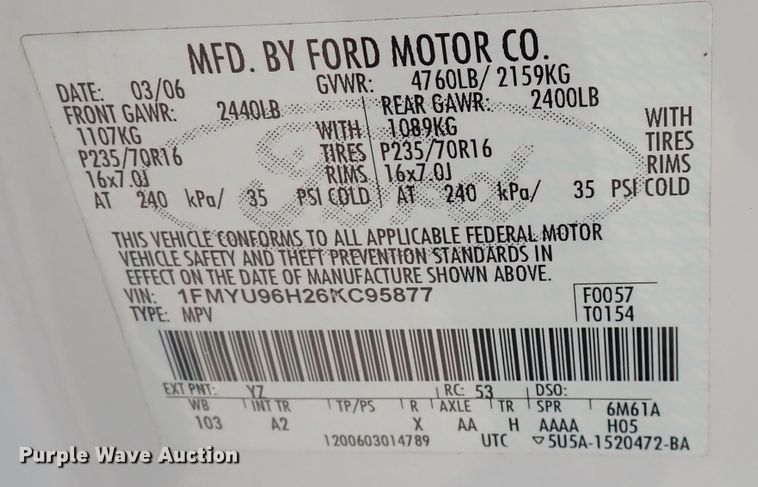 MFD. BY FORD MOTOR CO.
DATE: 03/06 GVWR: 4760LB/ 2159KG
FRONT GAWR: 2440LB REAR GAWR: 2400LB
1107KG WITH 1089KG WITH
P235/70R16 TIRES P235/70R16 TIRES
16x7.0J RIMS 16x7.0J RIMS
AT 240 kPa/ 35 PSI COLD AT 240 kPa/ 35 PSI COLD
Ford
THIS VEHICLE CONFORMS TO ALL APPLICABLE FEDERAL MOTOR
VEHICLE SAFETY AND THEFT PREVENTION STANDARDS IN
EFFECT ON THE DATE OF MANUFACTURE SHOWN ABOVE.
VIN: 1FMYU96H26KC95877 F0057
TYPE: MPV T0154
EXT PNT: YZ RC: 53 DSO:
WB INT TR TP/PS R AXLE TR SPR 6M61A
103 A2 X AA H AAAA H05
1200603014789 UTC ▽5U5A-1520472-BA
Purple Wave Auction